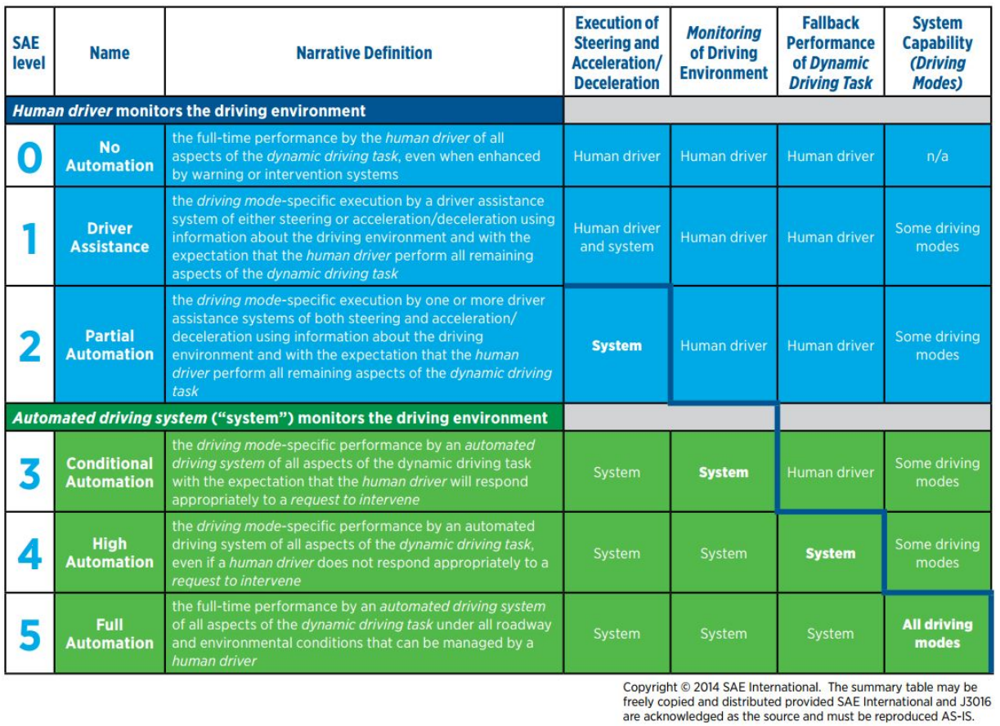 SAE
level
Name
Narrative Definition
Execution of
Steering and
Acceleration/
Deceleration
Monitoring
of Driving
Environment
Fallback
Performance
of Dynamic
Driving Task
System
Capability
(Driving
Modes)
Human driver monitors the driving environment
0
No
Automation
the full-time performance by the human driver of all
aspects of the dynamic driving task, even when enhanced
by warning or intervention systems
Human driver
Human driver
Human driver
n/a
1
Driver
Assistance
the driving mode-specific execution by a driver assistance
system of either steering or acceleration/deceleration using
information about the driving environment and with the
expectation that the human driver perform all remaining
aspects of the dynamic driving task
Human driver
and system
Human driver
Human driver
Some driving
modes
2
Partial
Automation
the driving mode-specific execution by one or more driver
assistance systems of both steering and acceleration/
deceleration using information about the driving
environment and with the expectation that the human
driver perform all remaining aspects of the dynamic driving
task
System
Human driver
Human driver
Some driving
modes
Automated driving system (“system”) monitors the driving environment
3
Conditional
Automation
the driving mode-specific performance by an automated
driving system of all aspects of the dynamic driving task
with the expectation that the human driver will respond
appropriately to a request to intervene
System
System
Human driver
Some driving
modes
4
High
Automation
the driving mode-specific performance by an automated
driving system of all aspects of the dynamic driving task,
even if a human driver does not respond appropriately to a
request to intervene
System
System
System
Some driving
modes
5
Full
Automation
the full-time performance by an automated driving system
of all aspects of the dynamic driving task under all roadway
and environmental conditions that can be managed by a
human driver
System
System
System
All driving
modes
Copyright © 2014 SAE International. The summary table may be
freely copied and distributed provided SAE International and J3016
are acknowledged as the source and must be reproduced AS-IS.